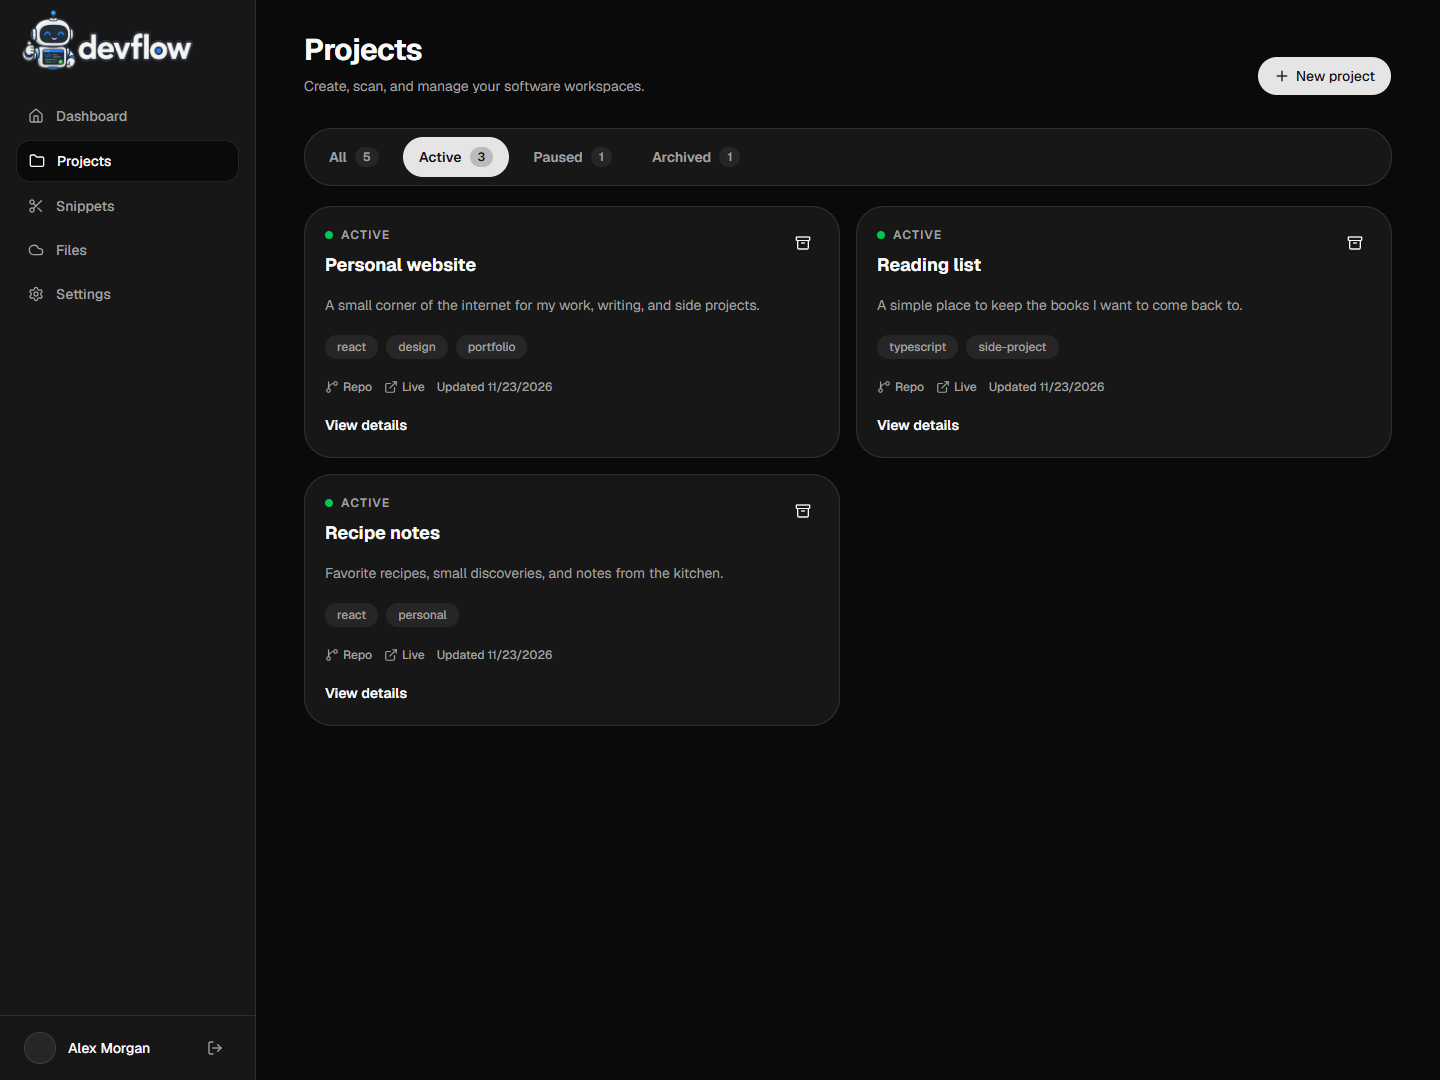 devflow
Dashboard
Projects
Snippets
Files
Settings
Alex Morgan
Projects
Create, scan, and manage your software workspaces.
New project
All 5
Active 3
Paused 1
Archived 1
ACTIVE
Personal website
A small corner of the internet for my work, writing, and side projects.
react design portfolio
Repo Live Updated 11/23/2026
View details
ACTIVE
Reading list
A simple place to keep the books I want to come back to.
typescript side-project
Repo Live Updated 11/23/2026
View details
ACTIVE
Recipe notes
Favorite recipes, small discoveries, and notes from the kitchen.
react personal
Repo Live Updated 11/23/2026
View details